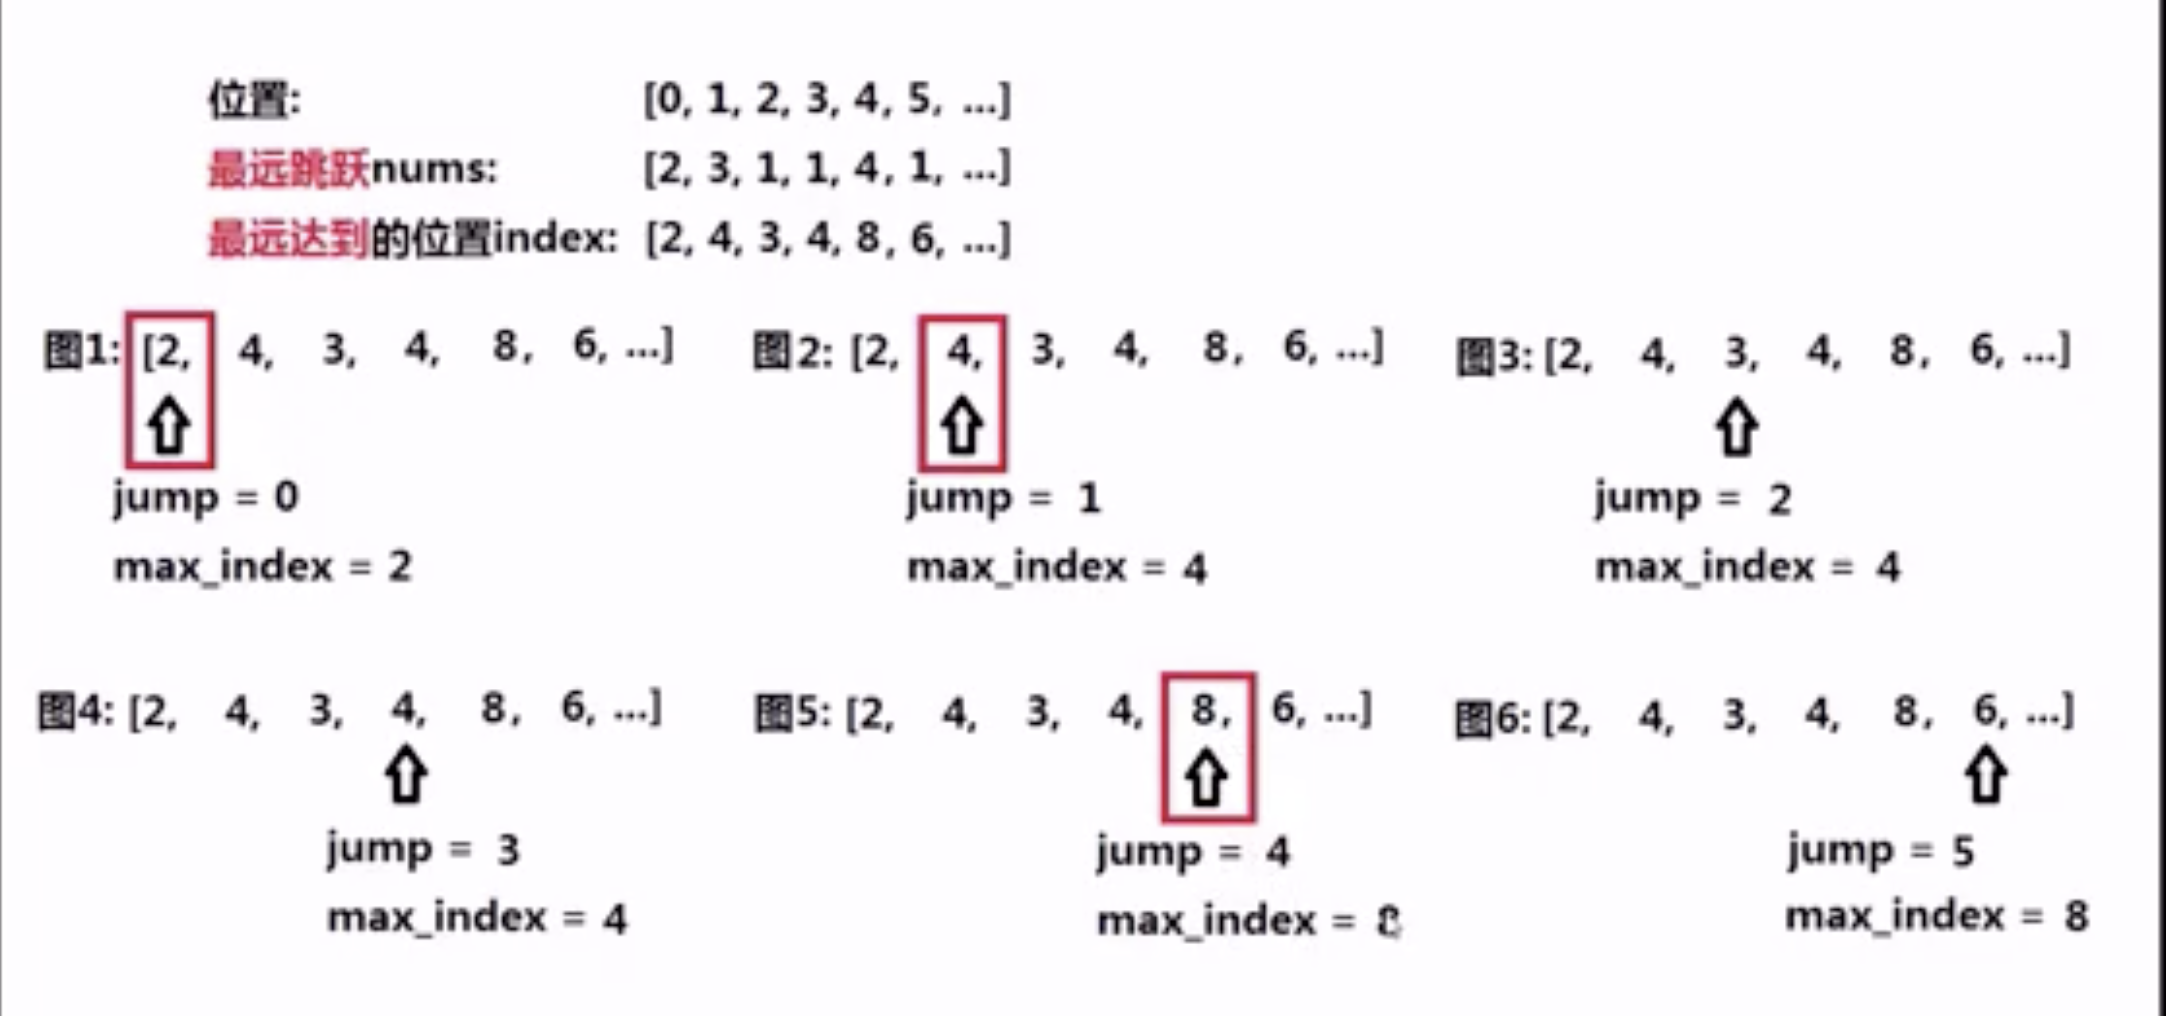 位置: [0, 1, 2, 3, 4, 5, ...]
最远跳跃nums: [2, 3, 1, 1, 4, 1, ...]
最远达到的位置index: [2, 4, 3, 4, 8, 6, ...]
图1: [2, 4, 3, 4, 8, 6, ...]
jump = 0
max_index = 2
图2: [2, 4, 3, 4, 8, 6, ...]
jump = 1
max_index = 4
图3: [2, 4, 3, 4, 8, 6, ...]
jump = 2
max_index = 4
图4: [2, 4, 3, 4, 8, 6, ...]
jump = 3
max_index = 4
图5: [2, 4, 3, 4, 8, 6, ...]
jump = 4
max_index = 8
图6: [2, 4, 3, 4, 8, 6, ...]
jump = 5
max_index = 8